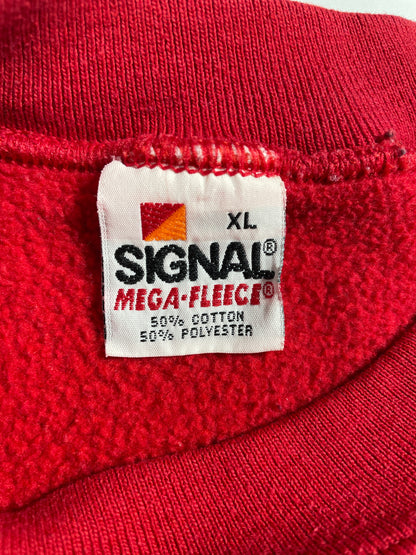 XL
SIGNAL®
MEGA-FLEECE®
50% COTTON
50% POLYESTER